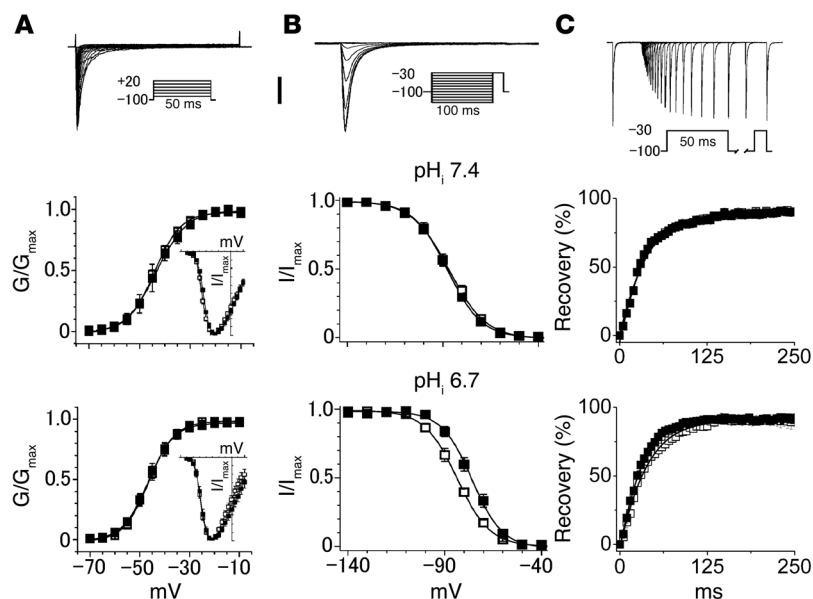 A
B
C
+20
−100
50 ms
−30
−100
100 ms
−30
−100
50 ms
pHi 7.4
G/Gmax
1.0
0.5
0
mV
I/Imax
I/Imax
1.0
0.5
0
Recovery (%)
100
50
0
0
125
250
pHi 6.7
G/Gmax
1.0
0.5
0
mV
I/Imax
−70
−50
−30
−10
mV
I/Imax
1.0
0.5
0
−140
−90
−40
mV
Recovery (%)
100
50
0
0
125
250
ms